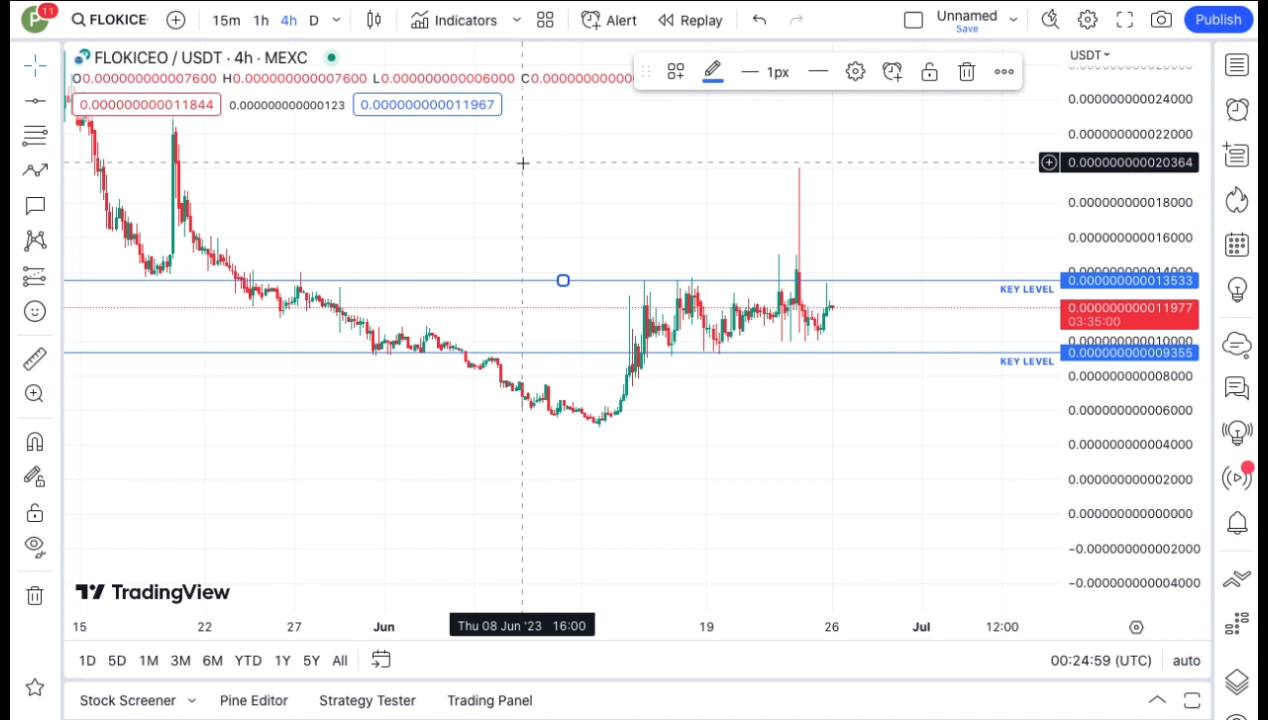 P
11
FLOKICE
15m 1h 4h D
Indicators
Alert
Replay
Unnamed
Save
Publish
FLOKICEO / USDT · 4h · MEXC
O0.000000000007600 H0.000000000007600 L0.000000000006000 C0.00000000000
1px
USDT
0.000000000011844
0.000000000000123
0.000000000011967
0.000000000024000
0.000000000022000
0.000000000020364
0.000000000018000
0.000000000016000
0.000000000013533
KEY LEVEL
0.000000000011977
03:35:00
0.000000000010000
0.000000000009355
KEY LEVEL
0.000000000008000
0.000000000006000
0.000000000004000
0.000000000002000
0.000000000000000
−0.000000000002000
−0.000000000004000
TradingView
15 22 27 Jun Thu 08 Jun '23 16:00 19 26 Jul 12:00
1D 5D 1M 3M 6M YTD 1Y 5Y All
00:24:59 (UTC) auto
Stock Screener Pine Editor Strategy Tester Trading Panel